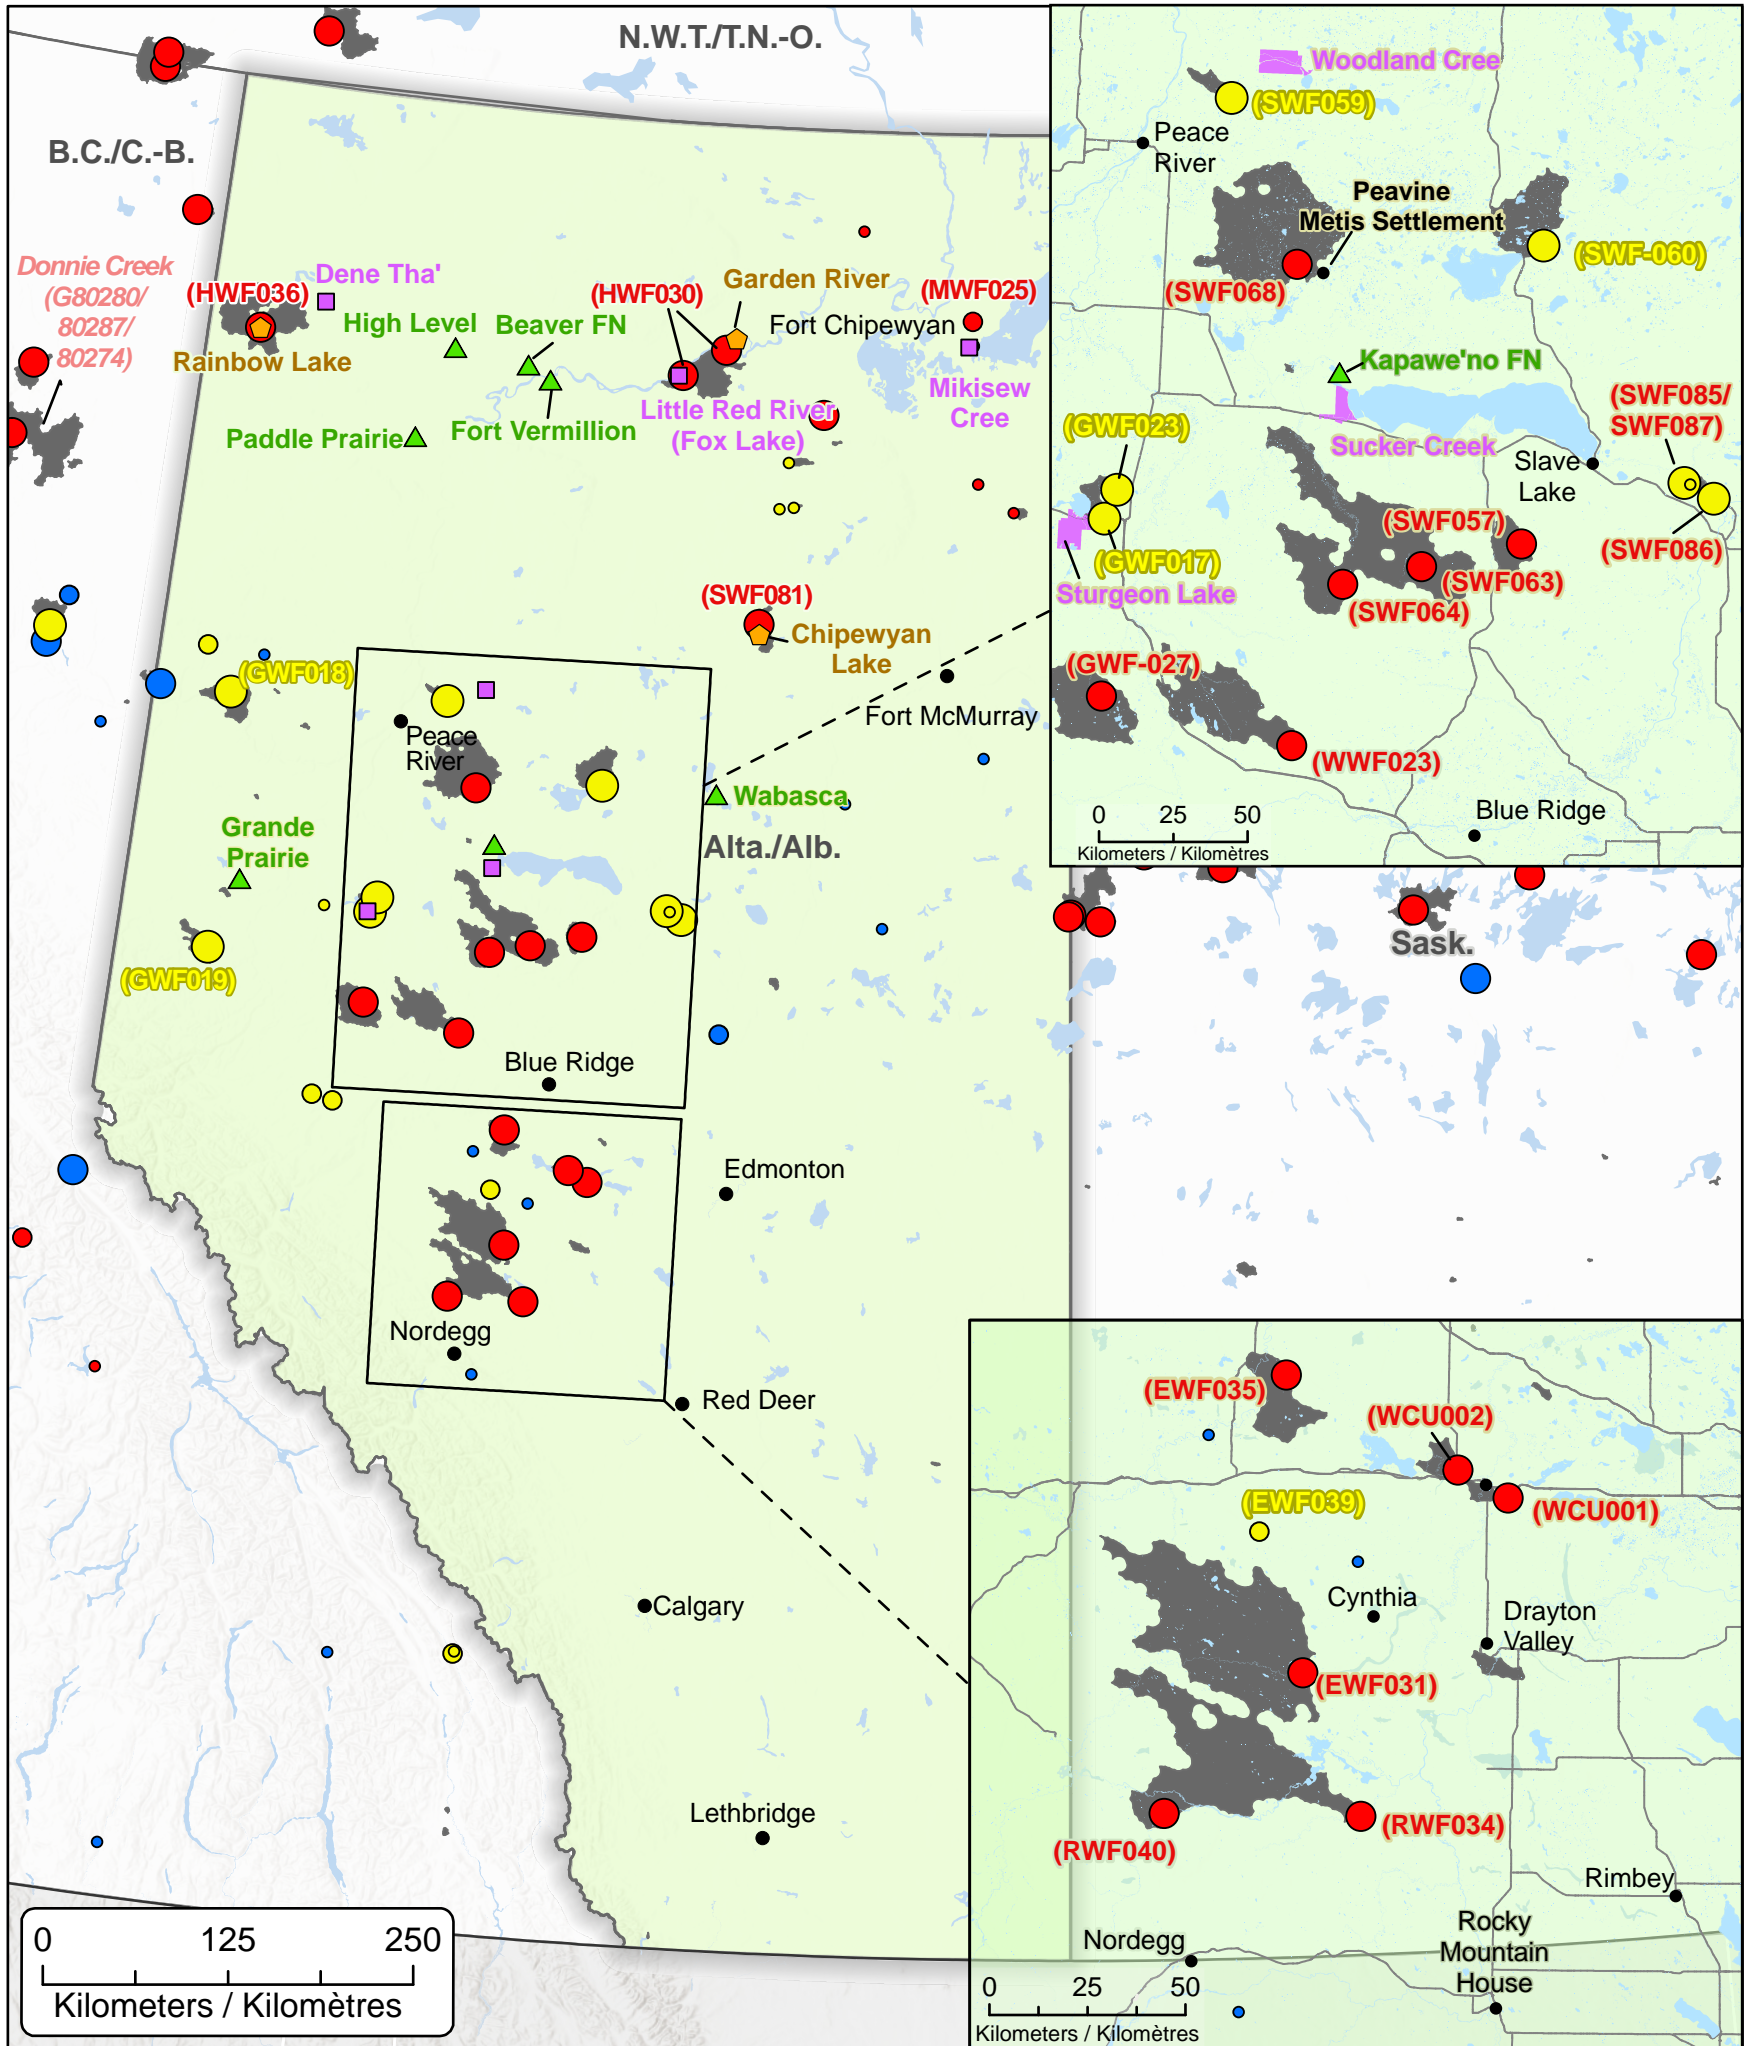 N.W.T./T.N.-O.
B.C./C.-B.
Donnie Creek
(G80280/
80287/
80274)
(HWF036)
Dene Tha'
Rainbow Lake
High Level
Beaver FN
(HWF030)
Garden River
(MWF025)
Fort Chipewyan
Mikisew
Cree
Paddle Prairie
Fort Vermillion
Little Red River
(Fox Lake)
(SWF081)
Chipewyan
Lake
(GWF018)
Peace
River
Fort McMurray
Wabasca
Alta./Alb.
Grande
Prairie
(GWF019)
Blue Ridge
Edmonton
Nordegg
Red Deer
Calgary
Lethbridge
Sask.
0 125 250
Kilometers / Kilomètres
Woodland Cree
(SWF059)
Peace
River
Peavine
Metis Settlement
(SWF-060)
(SWF068)
Kapawe'no FN
(SWF085/
SWF087)
(GWF023)
Sucker Creek
Slave
Lake
(SWF057)
(SWF086)
(GWF017)
Sturgeon Lake
(SWF063)
(SWF064)
(GWF-027)
(WWF023)
Blue Ridge
0 25 50
Kilometers / Kilomètres
(EWF035)
(WCU002)
(EWF039)
(WCU001)
Cynthia
Drayton
Valley
(EWF031)
(RWF034)
(RWF040)
Rimbey
Rocky
Mountain
House
Nordegg
0 25 50
Kilometers / Kilomètres